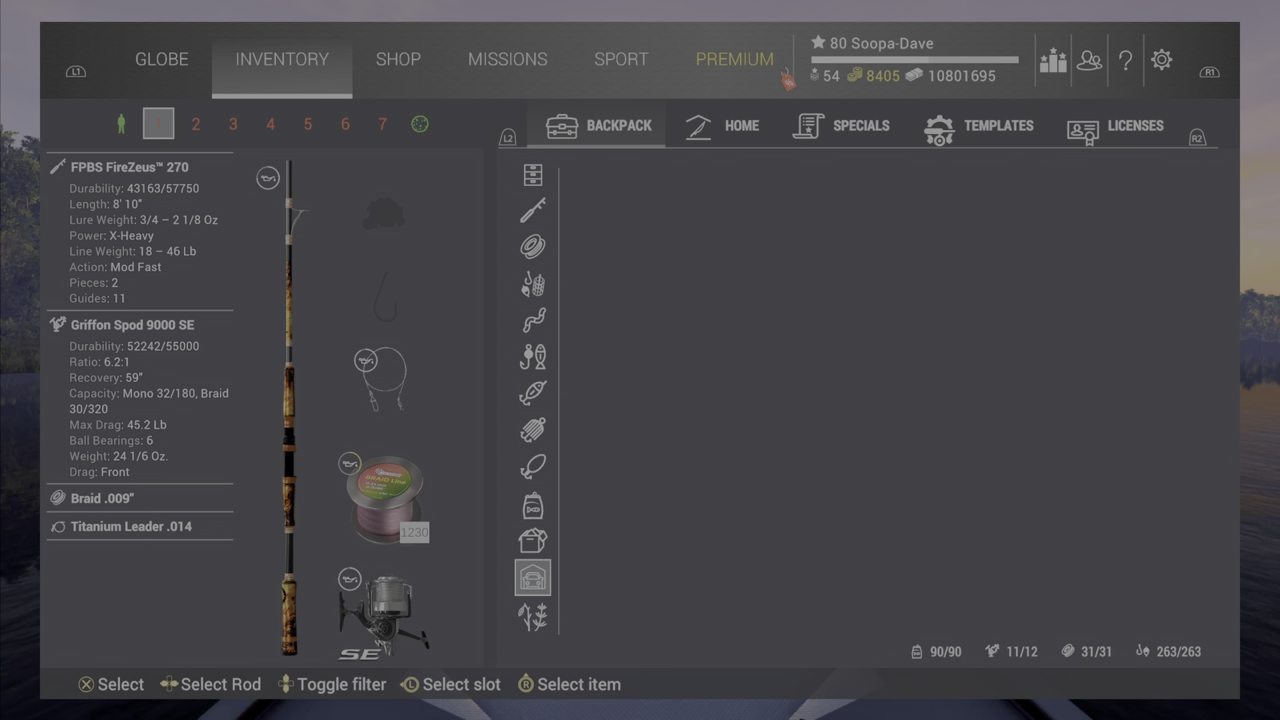 80 Soopa-Dave
GLOBE INVENTORY SHOP MISSIONS SPORT PREMIUM
54 8405 10801695
L1 R1
1 2 3 4 5 6 7
L2 BACKPACK HOME SPECIALS TEMPLATES LICENSES R2
FPBS FireZeus™ 270
Durability: 43163/57750
Length: 8' 10"
Lure Weight: 3/4 – 2 1/8 Oz
Power: X-Heavy
Line Weight: 18 – 46 Lb
Action: Mod Fast
Pieces: 2
Guides: 11
Griffon Spod 9000 SE
Durability: 52242/55000
Ratio: 6.2:1
Recovery: 59"
Capacity: Mono 32/180, Braid
30/320
Max Drag: 45.2 Lb
Ball Bearings: 6
Weight: 24 1/6 Oz.
Drag: Front
Braid .009"
Titanium Leader .014
BRAID Line
1230
SE
90/90 11/12 31/31 263/263
Select Select Rod Toggle filter L Select slot R Select item